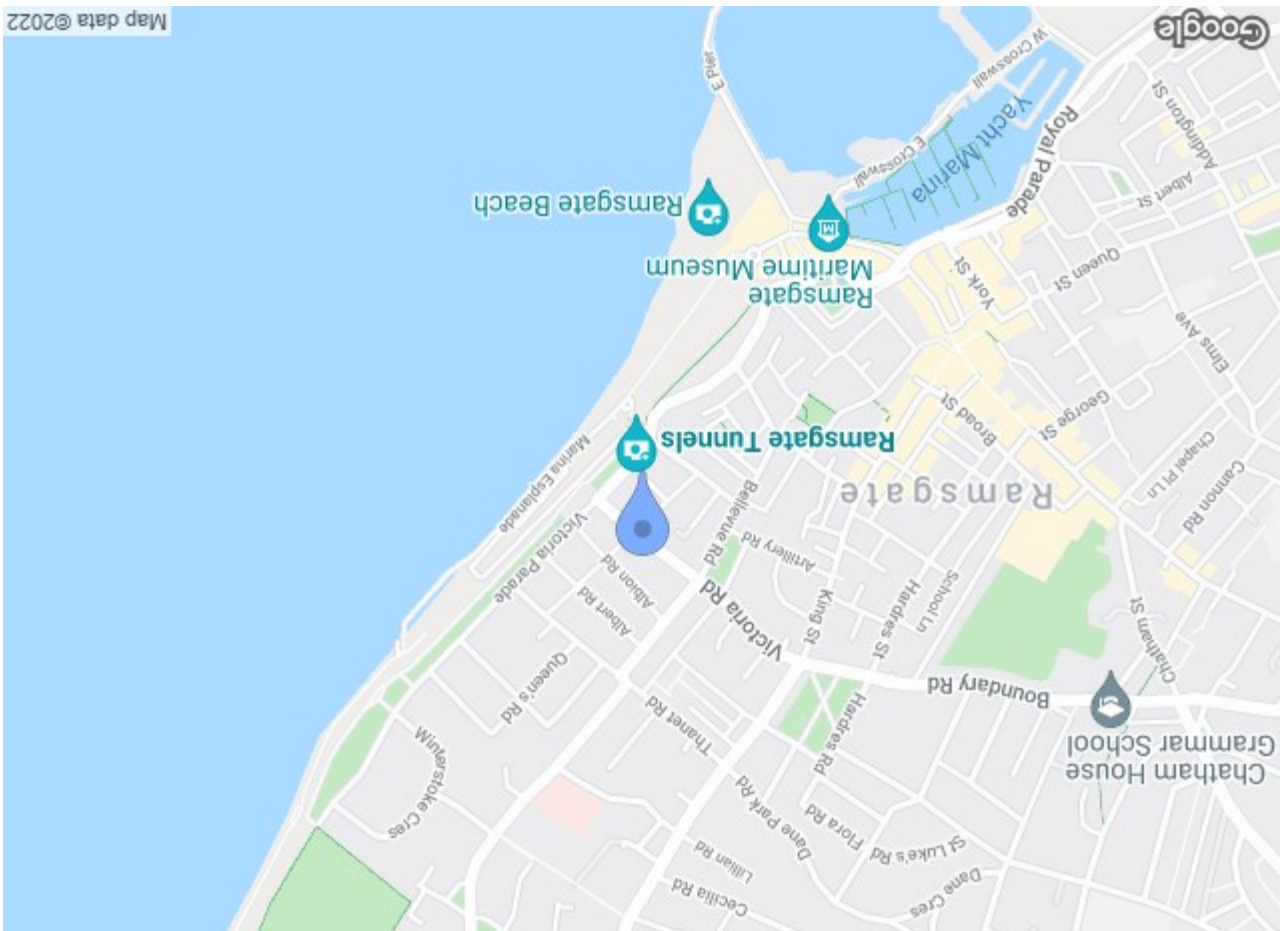 Dane Cres
Cecilia Rd
Lillian Rd
St Luke's Rd
Flora Rd
Dane Park Rd
Winterstoke Cres
Chatham House
Grammar School
Hardres Rd
Thanet Rd
Queen's Rd
Boundary Rd
Victoria Rd
Chatham St
School Ln
Hardres St
King St
Albert Rd
Albion Rd
Victoria Parade
Artillery Rd
Bellevue Rd
Cannon Rd
Chapel Pl Ln
Ramsgate
Marina Esplanade
Ramsgate Tunnels
George St
Broad St
Elms Ave
Ramsgate
Maritime Museum
York St
Queen St
Ramsgate Beach
Albert St
Royal Parade
Yacht Marina
E Crosswall
Addington St
W Crosswall
E Pier
Google
Map data ©2022